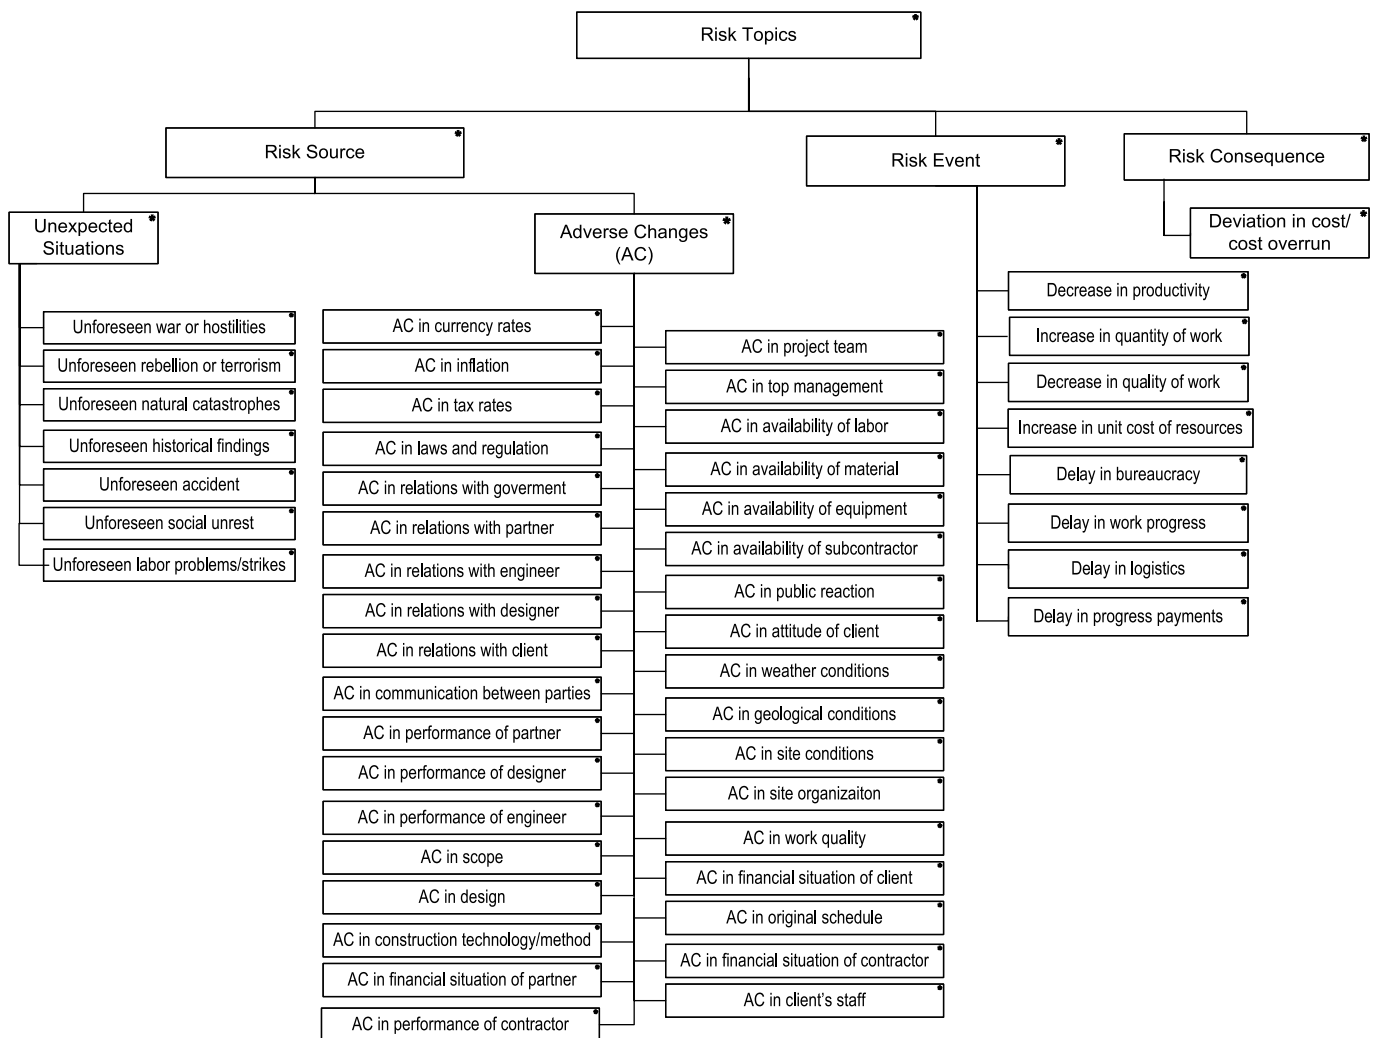 Risk Topics
Risk Source
Risk Event
Risk Consequence
Unexpected
Situations
Adverse Changes
(AC)
Deviation in cost/
cost overrun
Unforeseen war or hostilities
Unforeseen rebellion or terrorism
Unforeseen natural catastrophes
Unforeseen historical findings
Unforeseen accident
Unforeseen social unrest
Unforeseen labor problems/strikes
AC in currency rates
AC in inflation
AC in tax rates
AC in laws and regulation
AC in relations with goverment
AC in relations with partner
AC in relations with engineer
AC in relations with designer
AC in relations with client
AC in communication between parties
AC in performance of partner
AC in performance of designer
AC in performance of engineer
AC in scope
AC in design
AC in construction technology/method
AC in financial situation of partner
AC in performance of contractor
AC in project team
AC in top management
AC in availability of labor
AC in availability of material
AC in availability of equipment
AC in availability of subcontractor
AC in public reaction
AC in attitude of client
AC in weather conditions
AC in geological conditions
AC in site conditions
AC in site organizaiton
AC in work quality
AC in financial situation of client
AC in original schedule
AC in financial situation of contractor
AC in client's staff
Decrease in productivity
Increase in quantity of work
Decrease in quality of work
Increase in unit cost of resources
Delay in bureaucracy
Delay in work progress
Delay in logistics
Delay in progress payments